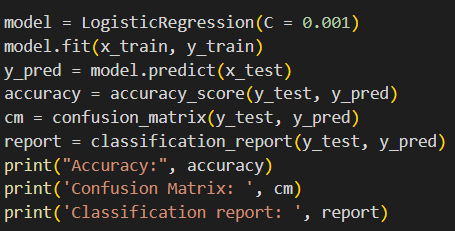 model = LogisticRegression(C = 0.001)
model.fit(x_train, y_train)
y_pred = model.predict(x_test)
accuracy = accuracy_score(y_test, y_pred)
cm = confusion_matrix(y_test, y_pred)
report = classification_report(y_test, y_pred)
print("Accuracy:", accuracy)
print('Confusion Matrix: ', cm)
print('Classification report: ', report)